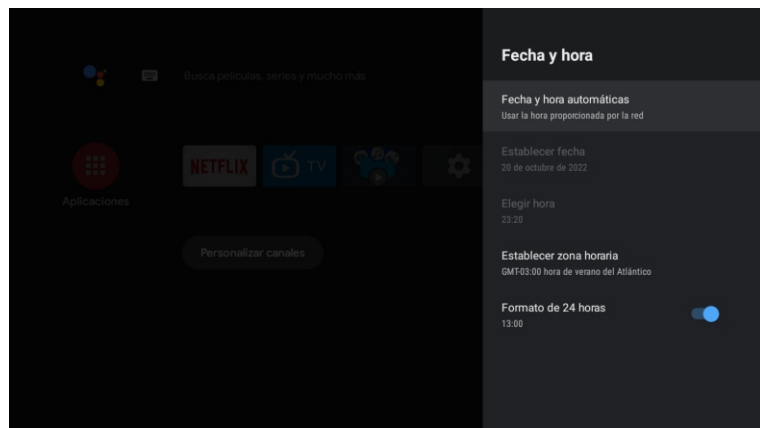 Fecha y hora
Busca películas, series y mucho más
Fecha y hora automáticas
Usar la hora proporcionada por la red
Establecer fecha
20 de octubre de 2022
NETFLIX
TV
Elegir hora
23:20
Aplicaciones
Personalizar canales
Establecer zona horaria
GMT-03:00 hora de verano del Atlántico
Formato de 24 horas
13:00